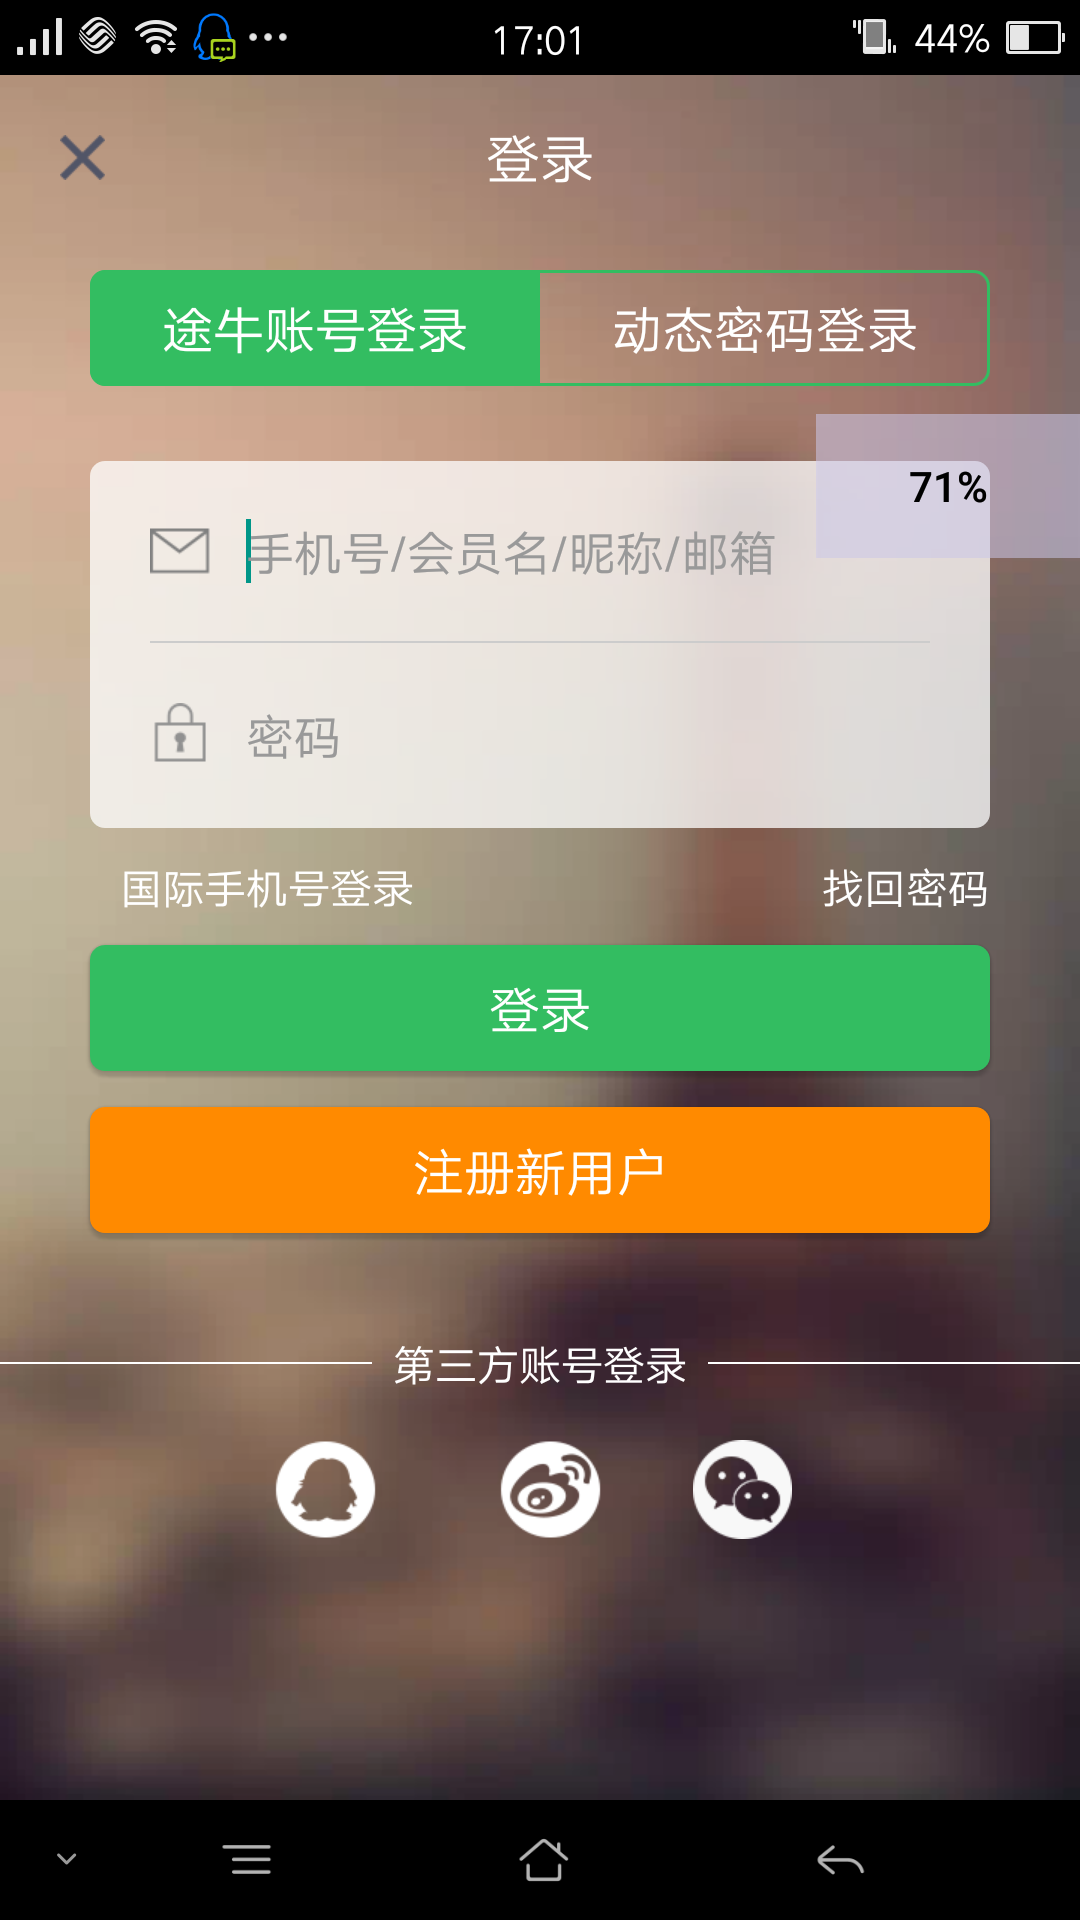 17:01
44%
登录
途牛账号登录
动态密码登录
71%
手机号/会员名/昵称/邮箱
密码
国际手机号登录
找回密码
登录
注册新用户
第三方账号登录